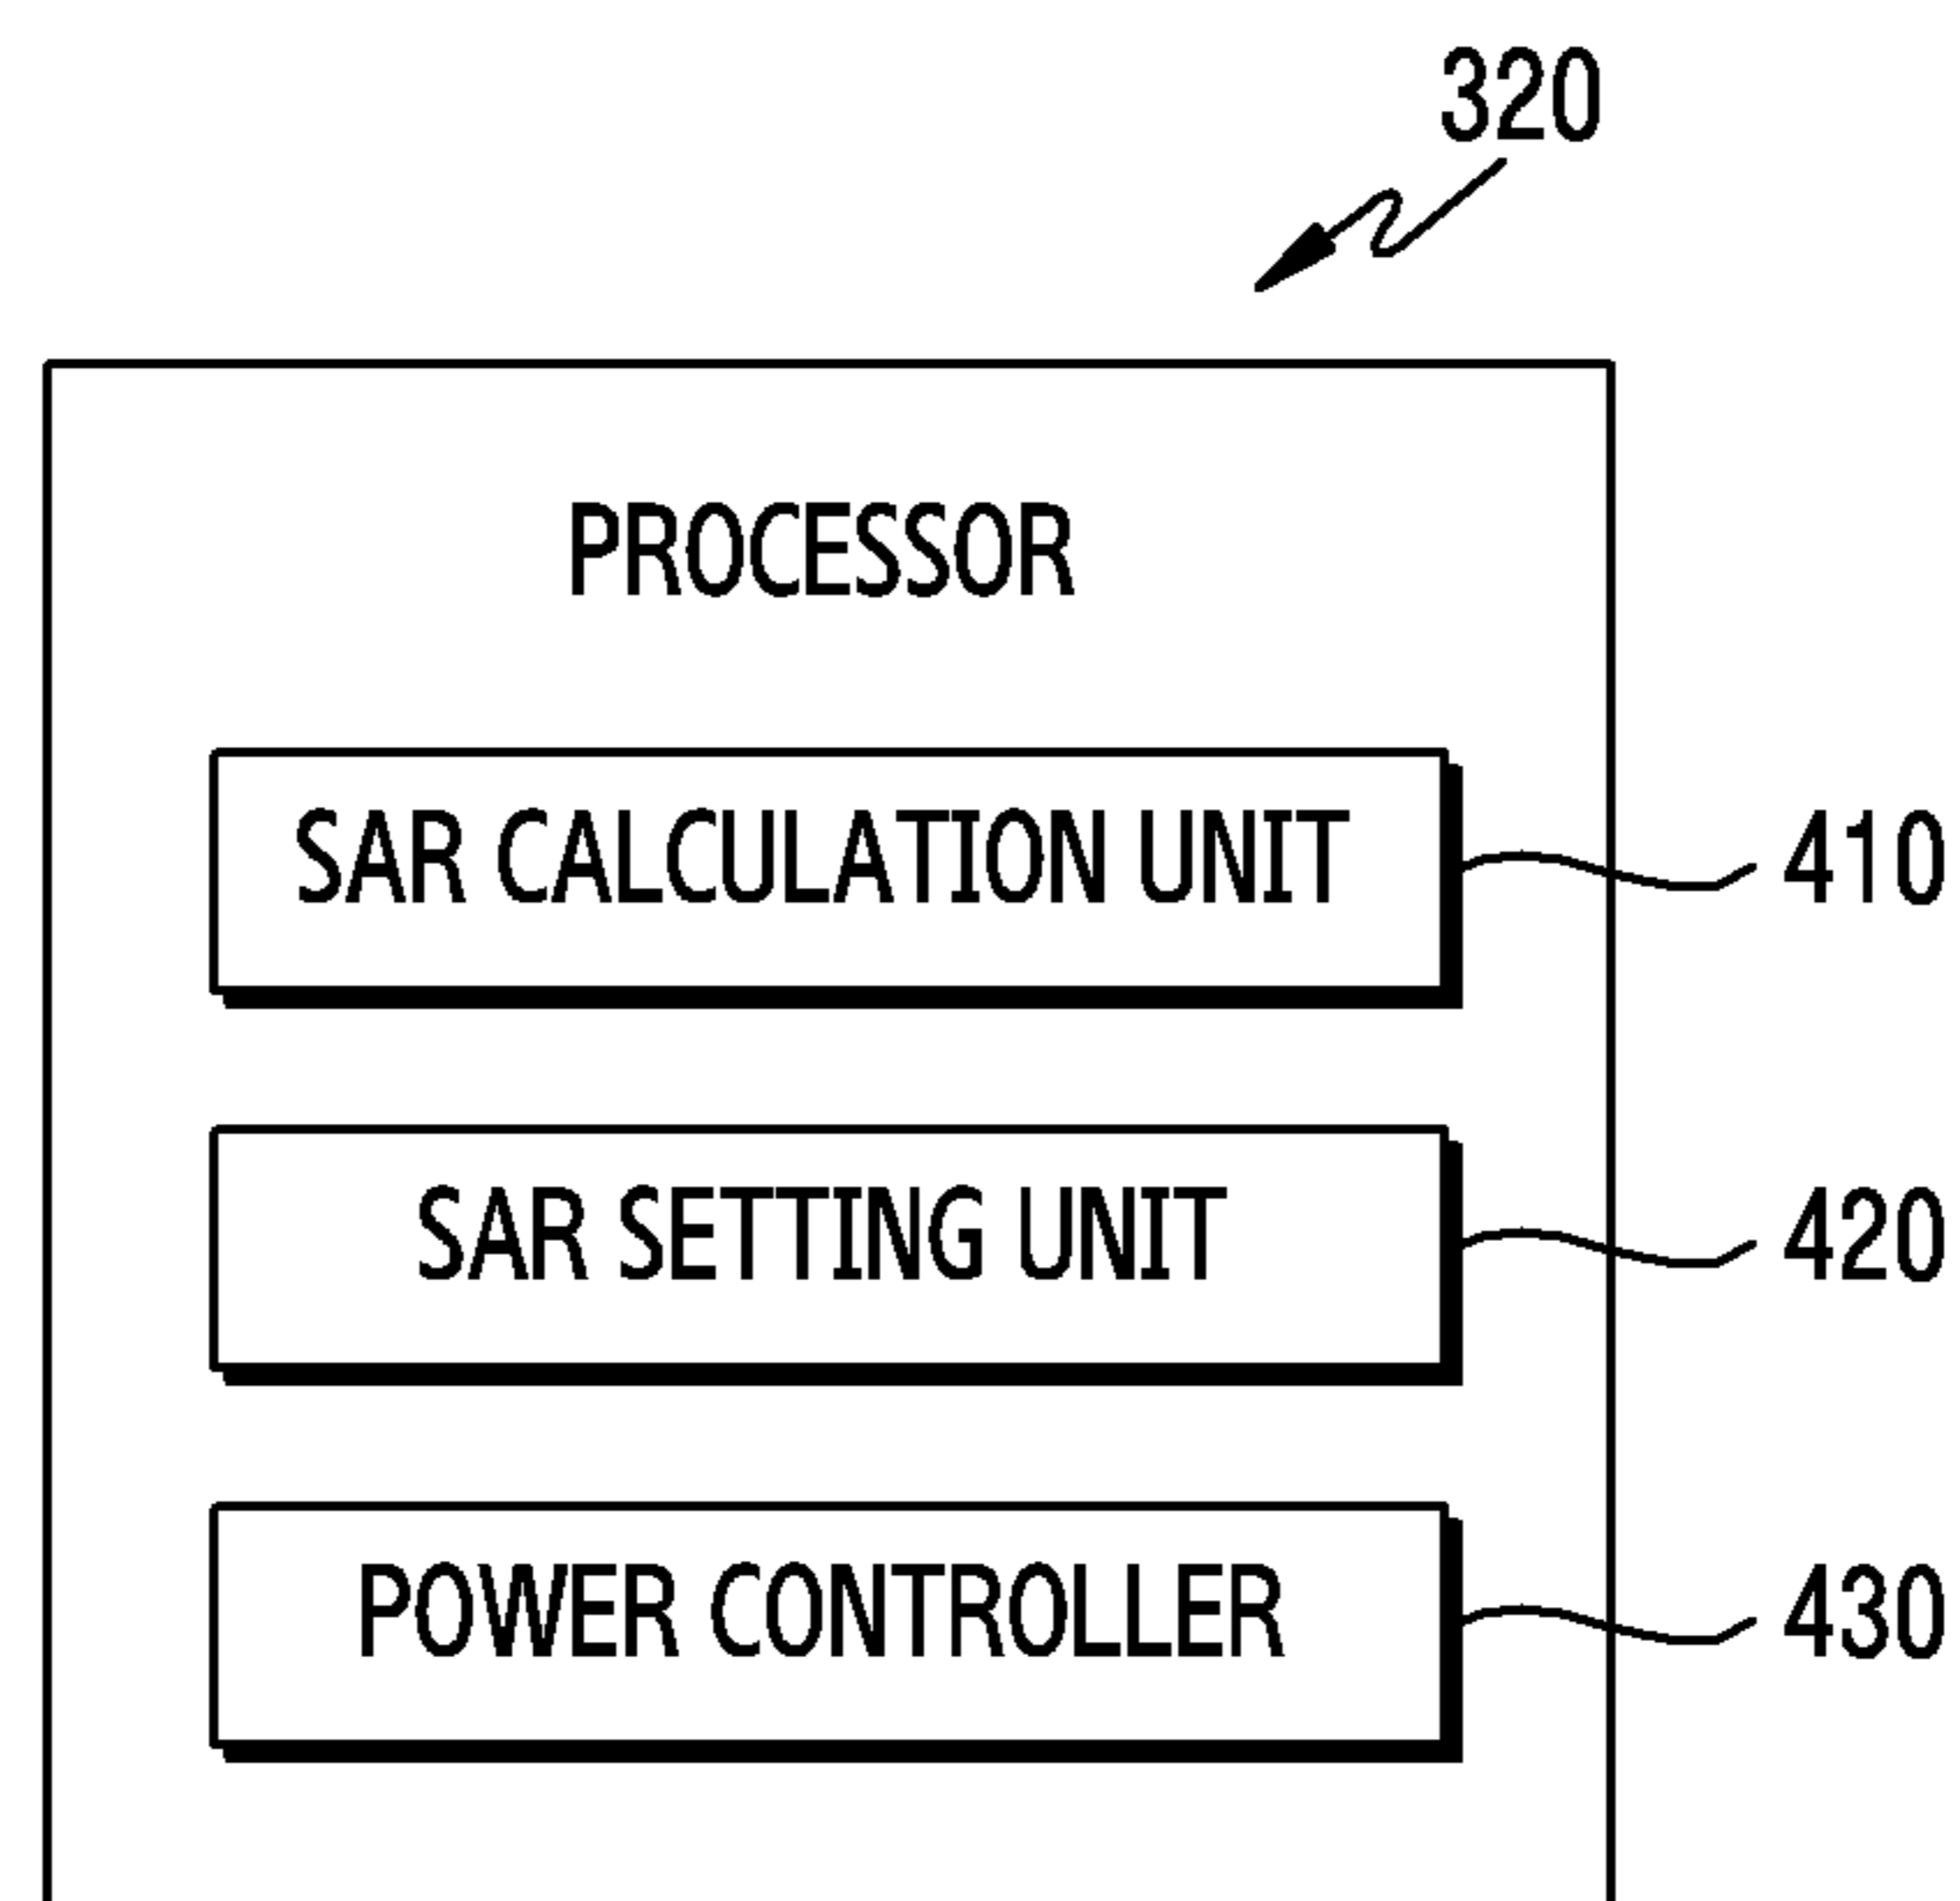 320
PROCESSOR
SAR CALCULATION UNIT 410
SAR SETTING UNIT 420
POWER CONTROLLER 430